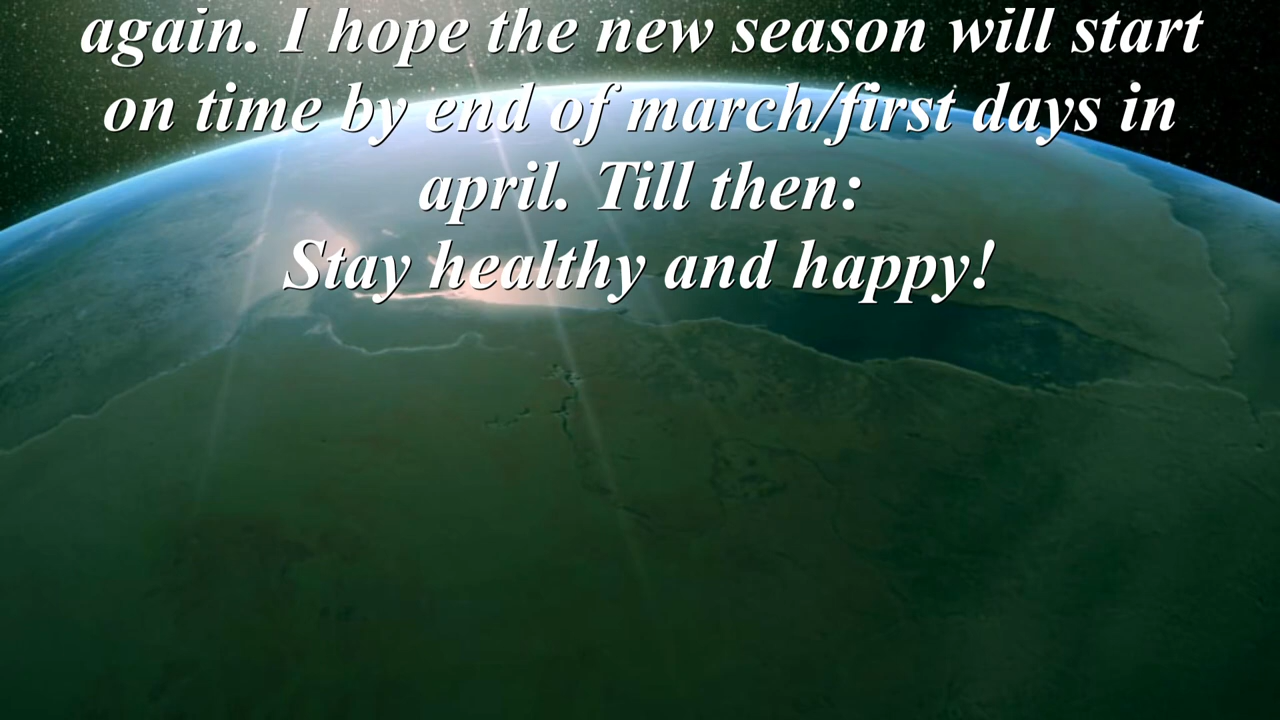 again. I hope the new season will start
on time by end of march/first days in
april. Till then:
Stay healthy and happy!